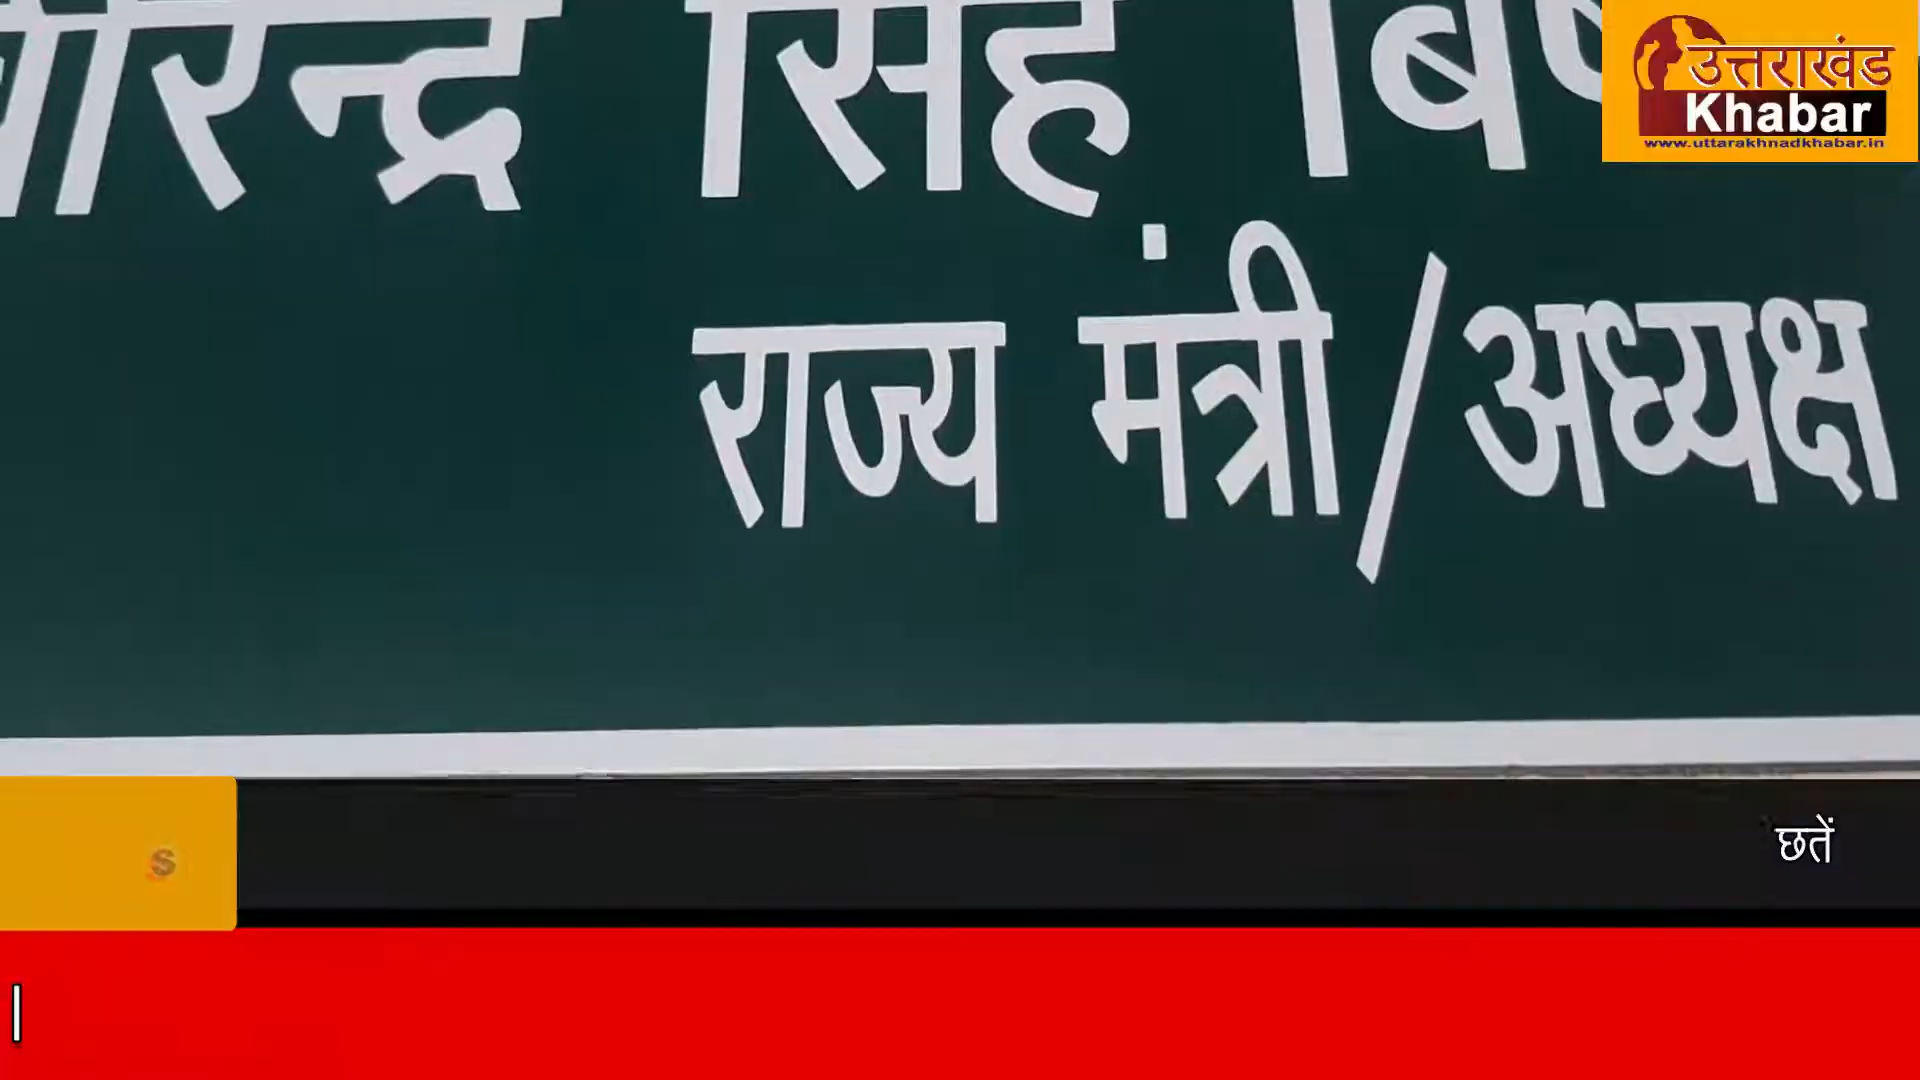 सिंह
राज्य मंत्री/अध्यक्ष
उत्तराखंड
Khabar
www.uttarakhnadkhabar.in
छतें
s